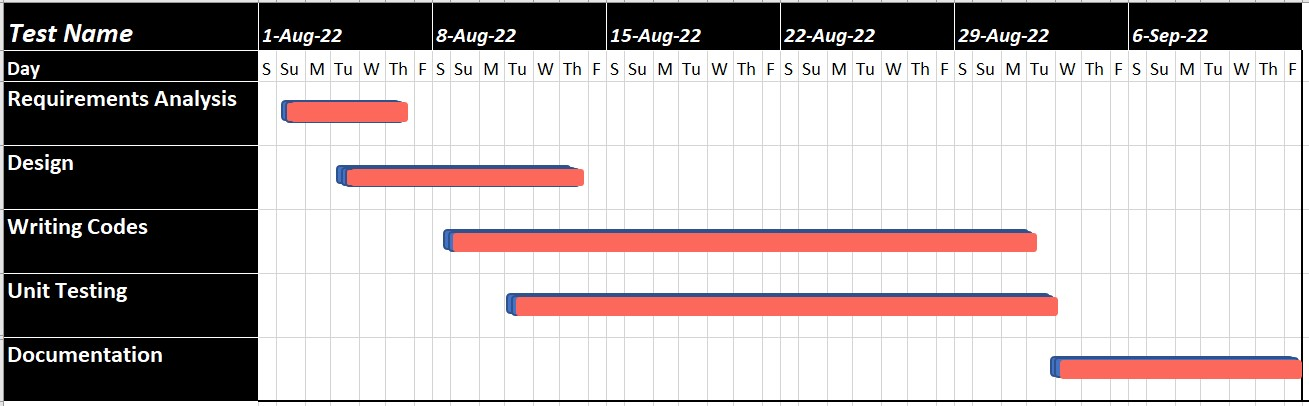 Test Name 1-Aug-22 8-Aug-22 15-Aug-22 22-Aug-22 29-Aug-22 6-Sep-22
Day S Su M Tu W Th F S Su M Tu W Th F S Su M Tu W Th F S Su M Tu W Th F S Su M Tu W Th F S Su M Tu W Th F
Requirements Analysis
Design
Writing Codes
Unit Testing
Documentation